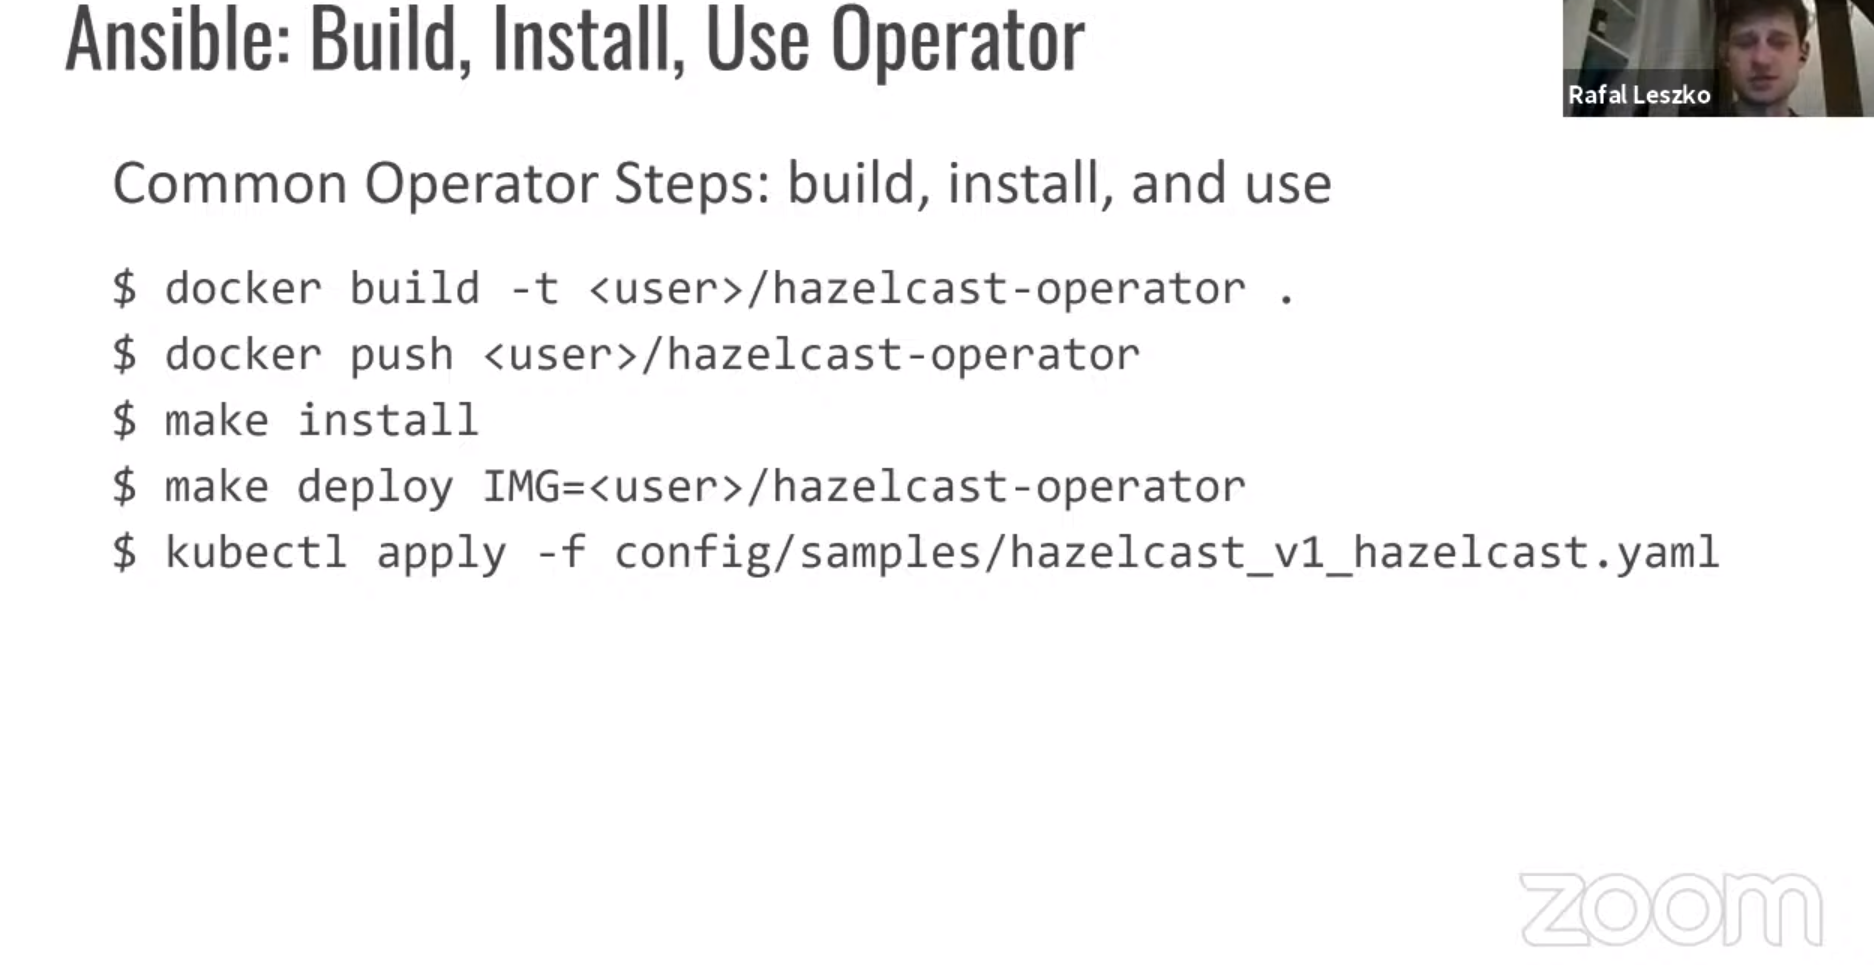 Ansible: Build, Install, Use Operator
Rafal Leszko
Common Operator Steps: build, install, and use
$ docker build -t <user>/hazelcast-operator .
$ docker push <user>/hazelcast-operator
$ make install
$ make deploy IMG=<user>/hazelcast-operator
$ kubectl apply -f config/samples/hazelcast_v1_hazelcast.yaml
zoom